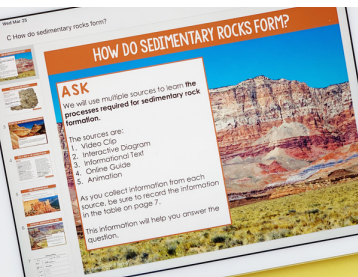 Wed Mar 25
C How do sedimentary rocks form?
HOW DO SEDIMENTARY ROCKS FORM?
ASK
We will use multiple sources to learn the
processes required for sedimentary rock
formation.
The sources are:
1. Video Clip
2. Interactive Diagram
3. Informational Text
4. Online Guide
5. Animation
As you collect information from each
source, be sure to record the information
in the table on page 7.
This information will help you answer the
question.